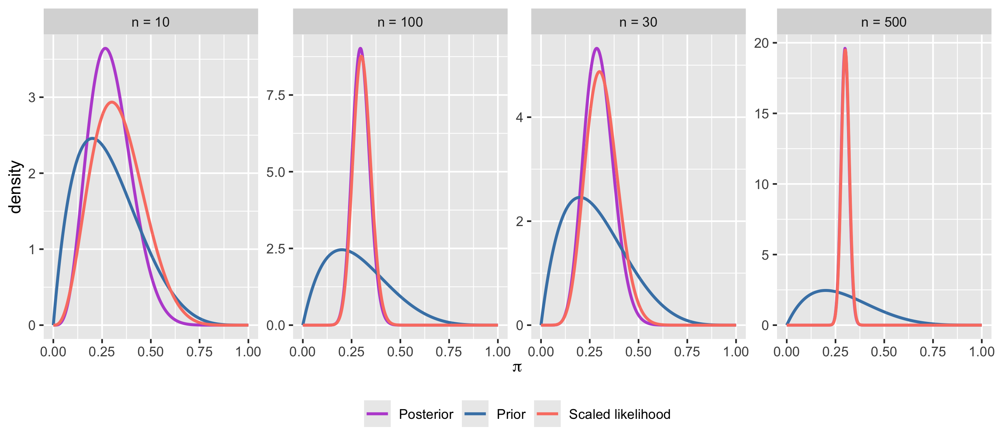 n = 10
n = 100
n = 30
n = 500
density
3
2
1
0
7.5
5.0
2.5
0.0
4
2
0
20
15
10
5
0
0.00 0.25 0.50 0.75 1.00
0.00 0.25 0.50 0.75 1.00
0.00 0.25 0.50 0.75 1.00
0.00 0.25 0.50 0.75 1.00
π
Posterior Prior Scaled likelihood